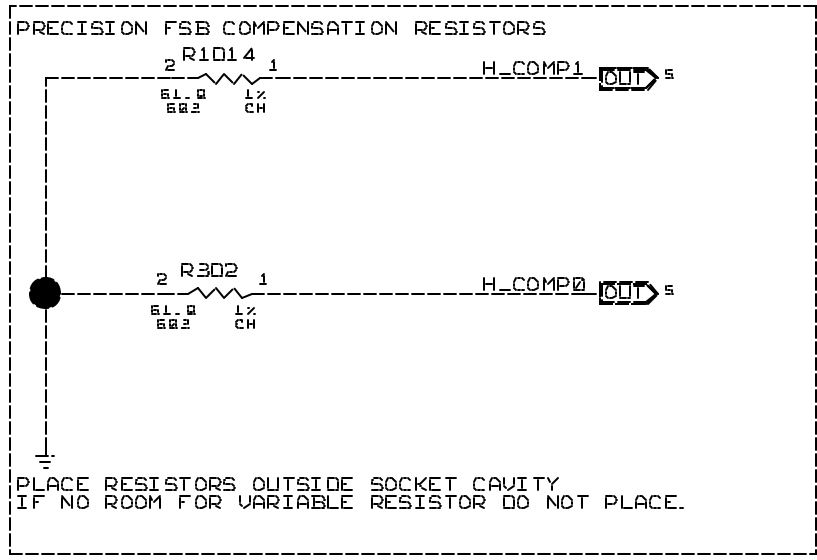 PRECISION FSB COMPENSATION RESISTORS
R1D14
2 1 H_COMP1 OUT 5
61.9 1%
603 CH
R3D2
2 1 H_COMP0 OUT 5
61.9 1%
603 CH
PLACE RESISTORS OUTSIDE SOCKET CAVITY
IF NO ROOM FOR VARIABLE RESISTOR DO NOT PLACE.